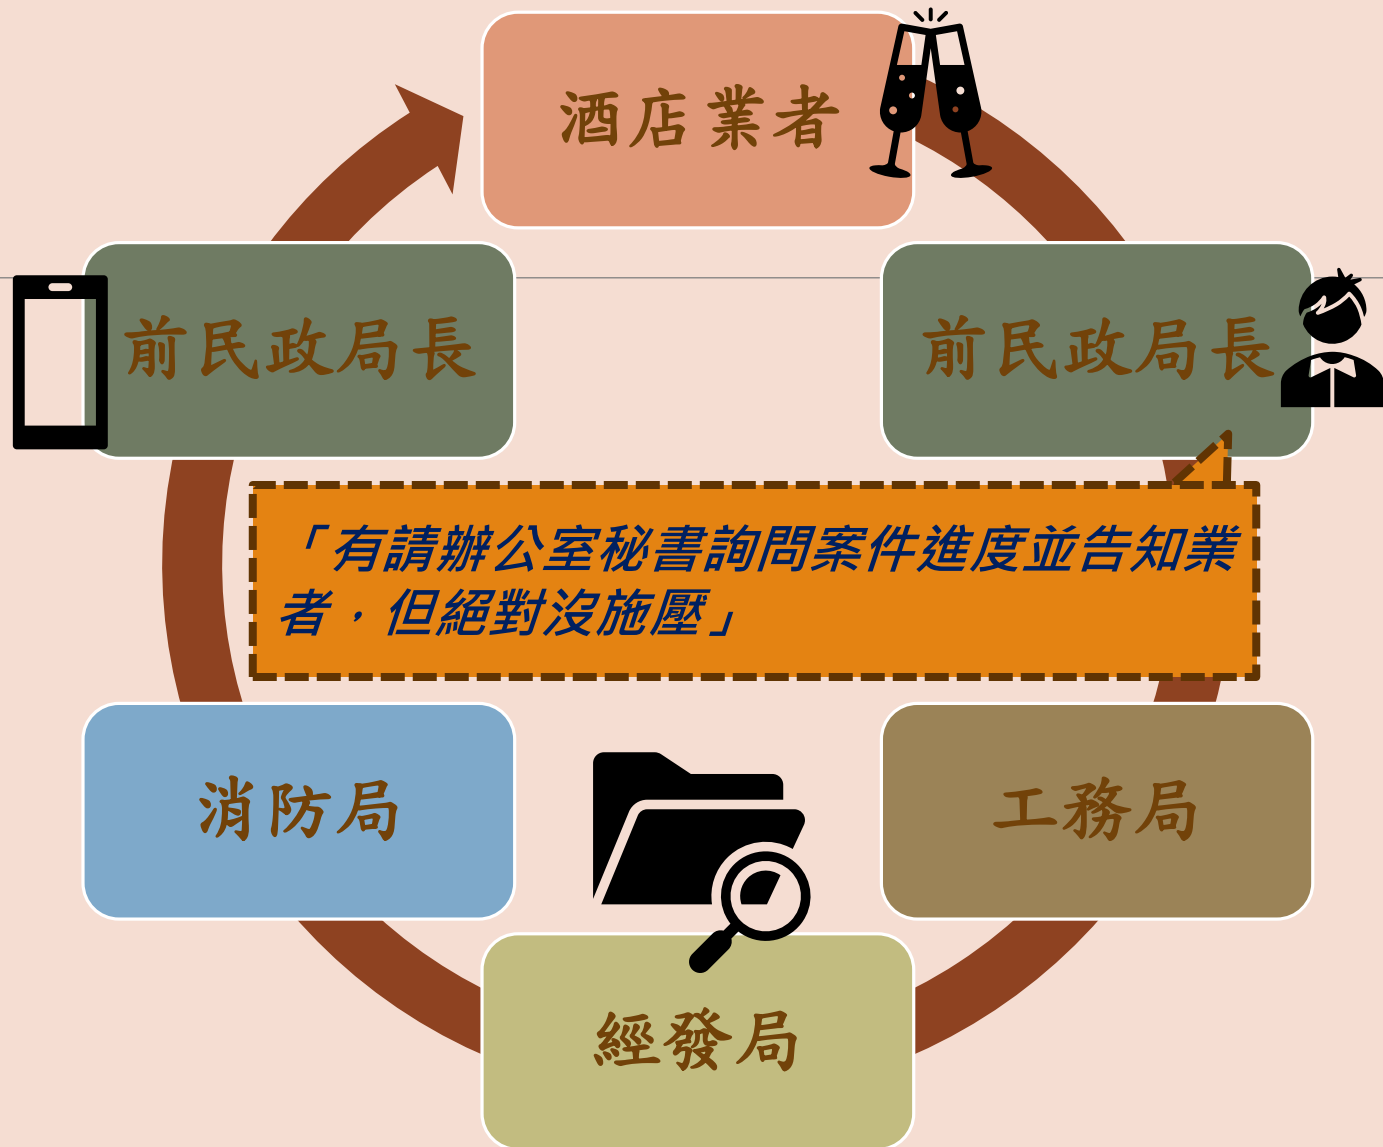 酒店業者
前民政局長
前民政局長
「有請辦公室秘書詢問案件進度並告知業
者，但絕對沒施壓」
消防局
工務局
經發局